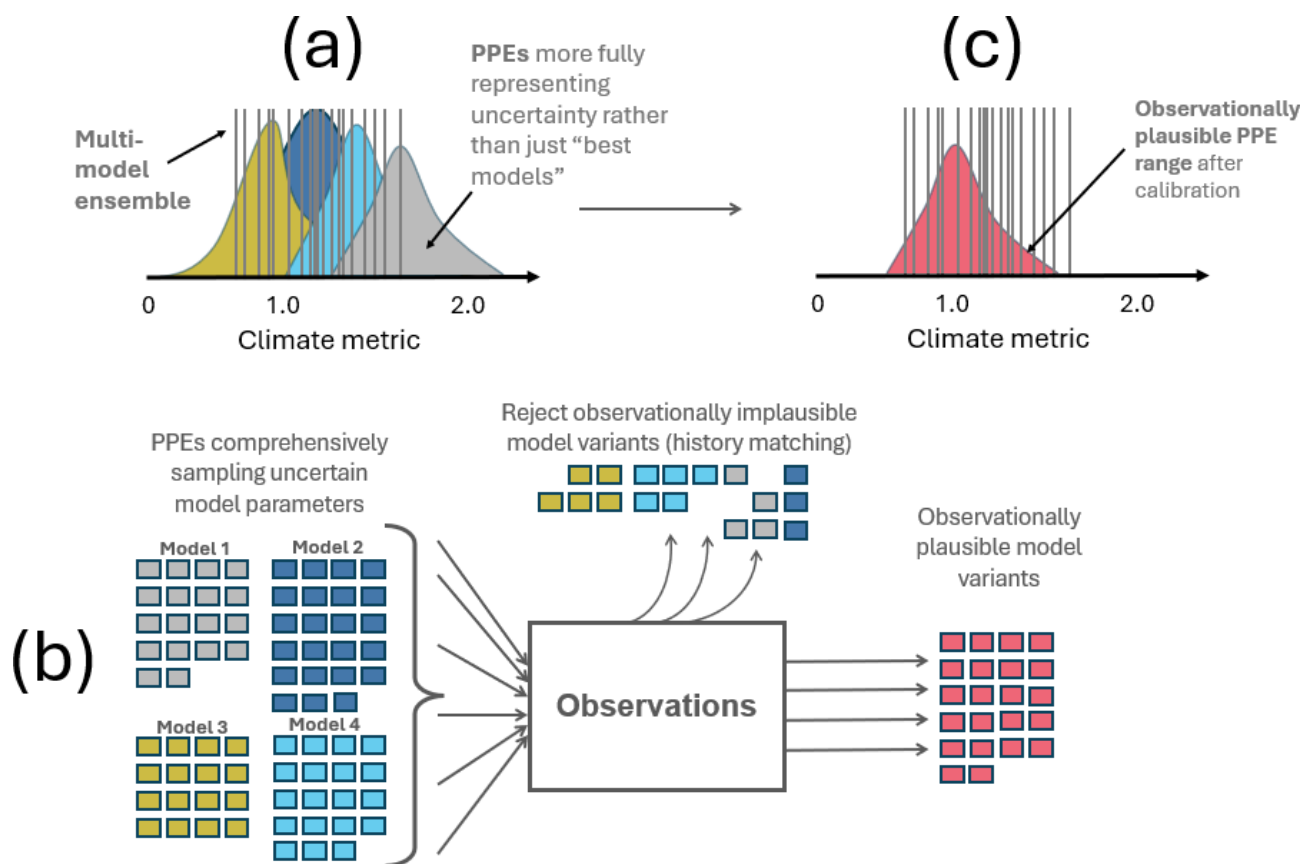 (a)
Multi-
model
ensemble
PPEs more fully
representing
uncertainty rather
than just “best
models”
0 1.0 2.0
Climate metric
(c)
Observationally
plausible PPE
range after
calibration
0 1.0 2.0
Climate metric
(b)
PPEs comprehensively
sampling uncertain
model parameters
Model 1
Model 2
Model 3
Model 4
Reject observationally implausible
model variants (history matching)
Observations
Observationally
plausible model
variants